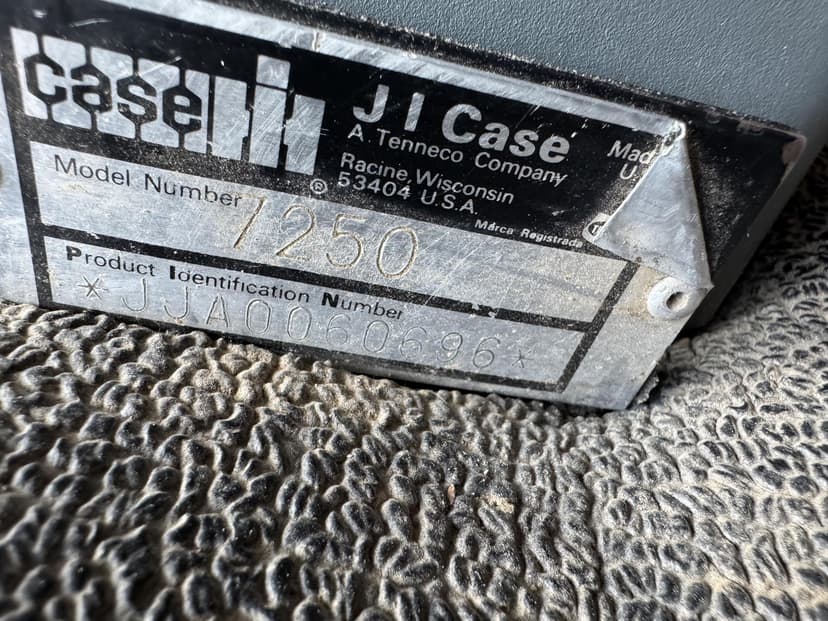 case IH
J I Case
A Tenneco Company
Racine, Wisconsin
53404 U.S.A.
®
Marca Registrada
Model Number 7250
Product Identification Number
*JJA0060696*